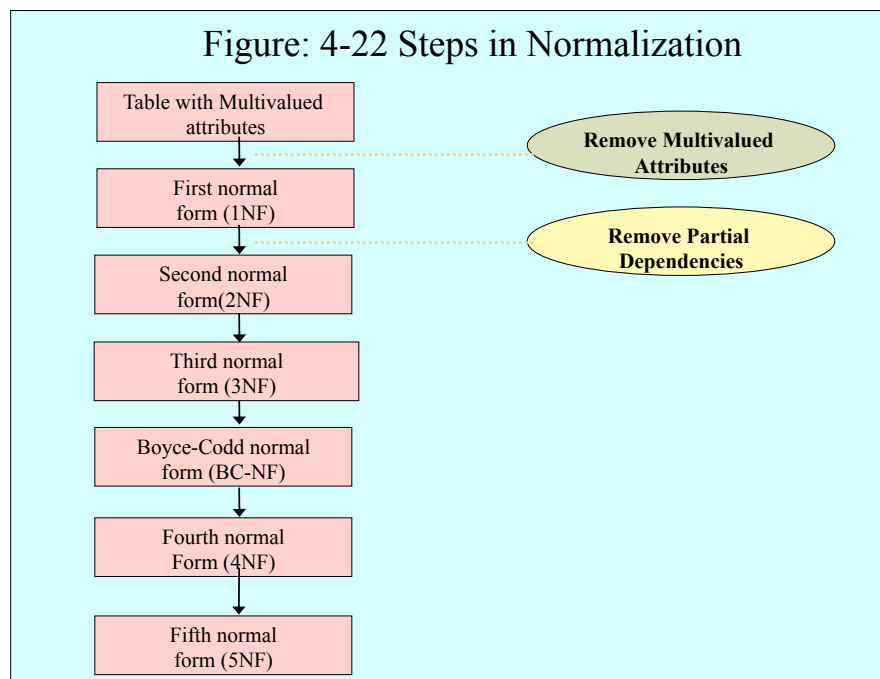 Figure: 4-22 Steps in Normalization
Table with Multivalued
attributes
Remove Multivalued
Attributes
First normal
form (1NF)
Remove Partial
Dependencies
Second normal
form(2NF)
Third normal
form (3NF)
Boyce-Codd normal
form (BC-NF)
Fourth normal
Form (4NF)
Fifth normal
form (5NF)